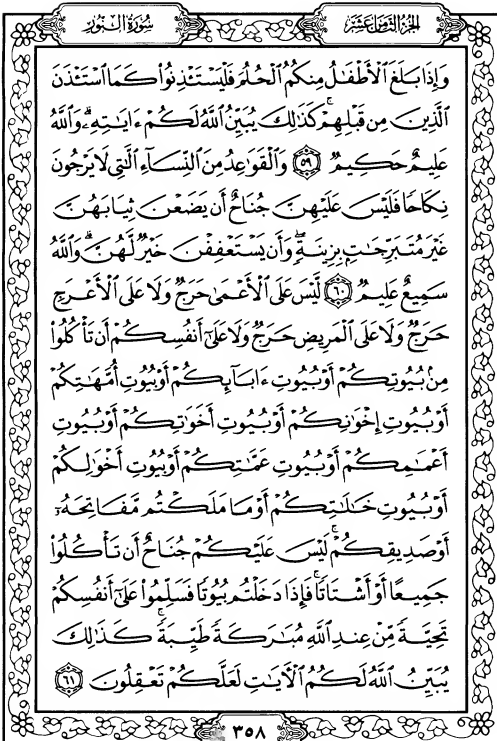 الجزء الثامن عشر
سورة النور
وَإِذَا بَلَغَ ٱلْأَطْفَٰلُ مِنكُمُ ٱلْحُلُمَ فَلْيَسْتَـْٔذِنُوا۟ كَمَا ٱسْتَـْٔذَنَ
ٱلَّذِينَ مِن قَبْلِهِمْ ۚ كَذَٰلِكَ يُبَيِّنُ ٱللَّهُ لَكُمْ ءَايَٰتِهِۦ ۗ وَٱللَّهُ
عَلِيمٌ حَكِيمٌ ٥٩ وَٱلْقَوَٰعِدُ مِنَ ٱلنِّسَآءِ ٱلَّٰتِى لَا يَرْجُونَ
نِكَاحًا فَلَيْسَ عَلَيْهِنَّ جُنَاحٌ أَن يَضَعْنَ ثِيَابَهُنَّ
غَيْرَ مُتَبَرِّجَٰتٍۭ بِزِينَةٍ ۖ وَأَن يَسْتَعْفِفْنَ خَيْرٌ لَّهُنَّ ۗ وَٱللَّهُ
سَمِيعٌ عَلِيمٌ ٦٠ لَّيْسَ عَلَى ٱلْأَعْمَىٰ حَرَجٌ وَلَا عَلَى ٱلْأَعْرَجِ
حَرَجٌ وَلَا عَلَى ٱلْمَرِيضِ حَرَجٌ وَلَا عَلَىٰٓ أَنفُسِكُمْ أَن تَأْكُلُوا۟
مِنۢ بُيُوتِكُمْ أَوْ بُيُوتِ ءَابَآئِكُمْ أَوْ بُيُوتِ أُمَّهَٰتِكُمْ
أَوْ بُيُوتِ إِخْوَٰنِكُمْ أَوْ بُيُوتِ أَخَوَٰتِكُمْ أَوْ بُيُوتِ
أَعْمَٰمِكُمْ أَوْ بُيُوتِ عَمَّٰتِكُمْ أَوْ بُيُوتِ أَخْوَٰلِكُمْ
أَوْ بُيُوتِ خَٰلَٰتِكُمْ أَوْ مَا مَلَكْتُم مَّفَاتِحَهُۥٓ
أَوْ صَدِيقِكُمْ ۚ لَيْسَ عَلَيْكُمْ جُنَاحٌ أَن تَأْكُلُوا۟
جَمِيعًا أَوْ أَشْتَاتًا ۚ فَإِذَا دَخَلْتُم بُيُوتًا فَسَلِّمُوا۟ عَلَىٰٓ أَنفُسِكُمْ
تَحِيَّةً مِّنْ عِندِ ٱللَّهِ مُبَٰرَكَةً طَيِّبَةً ۚ كَذَٰلِكَ
يُبَيِّنُ ٱللَّهُ لَكُمُ ٱلْـَٔايَٰتِ لَعَلَّكُمْ تَعْقِلُونَ ٦١
٣٥٨